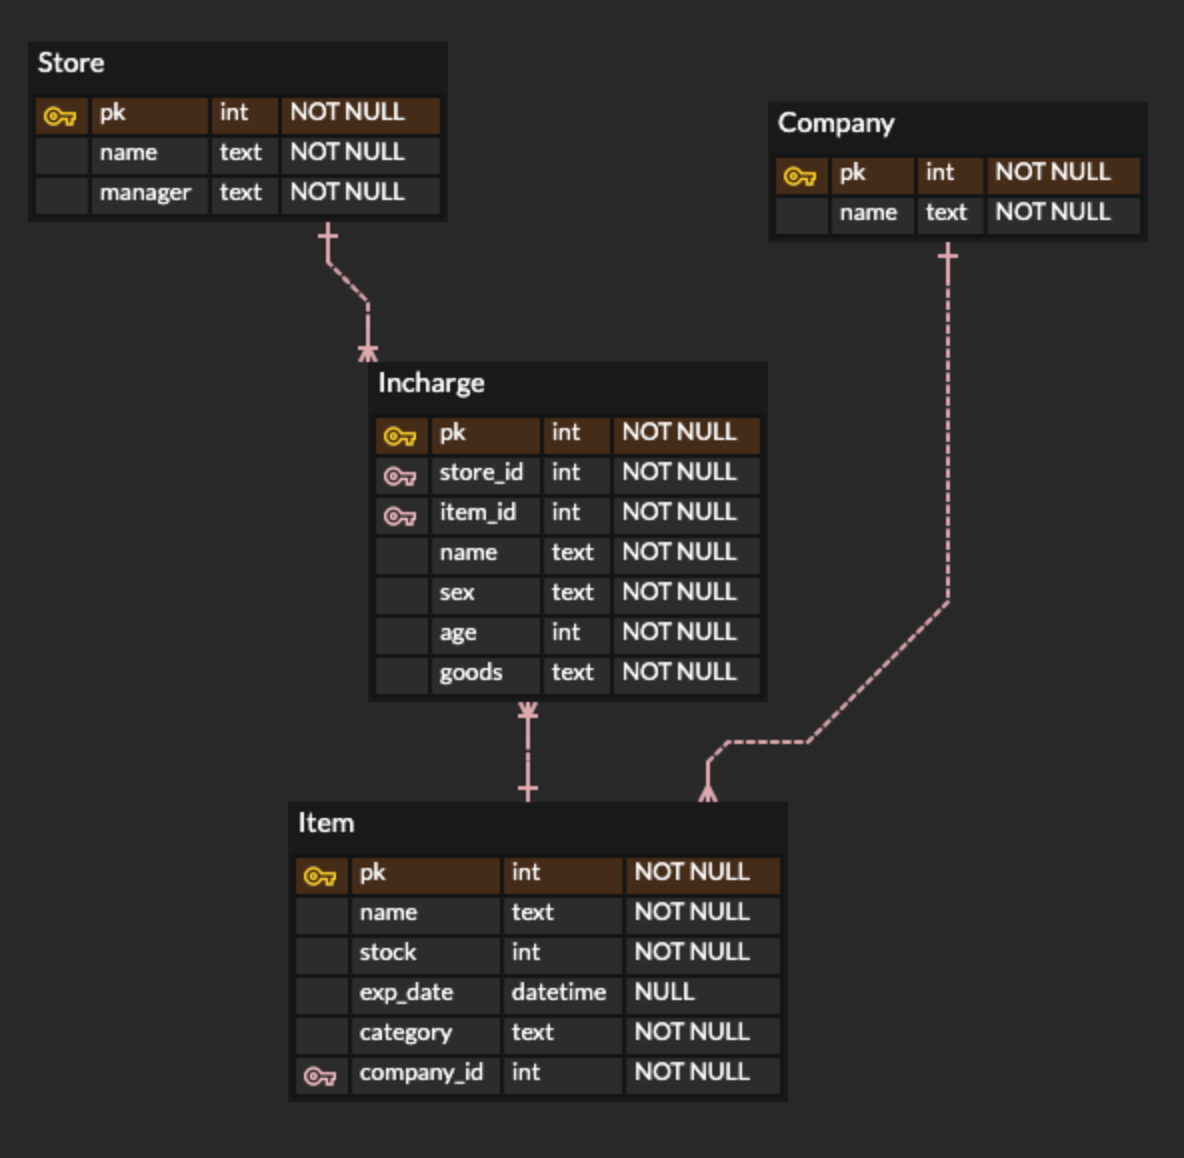 Store
pk int NOT NULL
name text NOT NULL
manager text NOT NULL
Company
pk int NOT NULL
name text NOT NULL
Incharge
pk int NOT NULL
store_id int NOT NULL
item_id int NOT NULL
name text NOT NULL
sex text NOT NULL
age int NOT NULL
goods text NOT NULL
Item
pk int NOT NULL
name text NOT NULL
stock int NOT NULL
exp_date datetime NULL
category text NOT NULL
company_id int NOT NULL